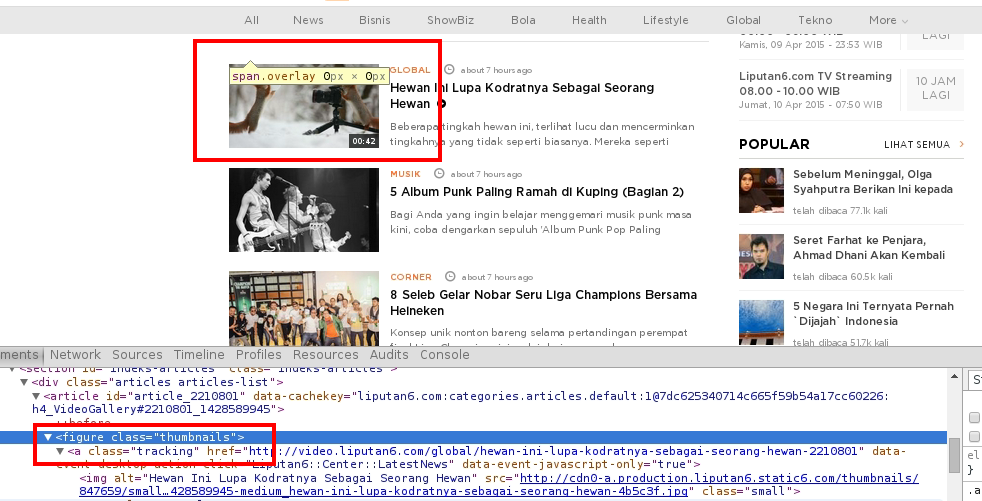 All News Bisnis ShowBiz Bola Health Lifestyle Global Tekno More
GLOBAL about 7 hours ago
span.overlay 0px × 0px
Hewan Ini Lupa Kodratnya Sebagai Seorang
Hewan
Beberapa tingkah hewan ini, terlihat lucu dan mencerminkan
tingkahnya yang tidak seperti biasanya. Mereka seperti
00:42
MUSIK about 7 hours ago
5 Album Punk Paling Ramah di Kuping (Bagian 2)
Bagi Anda yang ingin belajar menggemari musik punk masa
kini, coba dengarkan sepuluh 'Album Punk Pop Paling
CORNER about 7 hours ago
8 Seleb Gelar Nobar Seru Liga Champions Bersama
Heineken
Konsep unik nonton bareng selama pertandingan perempat
LAGI
Kamis, 09 Apr 2015 - 23:53 WIB
Liputan6.com TV Streaming
08.00 - 10.00 WIB
Jumat, 10 Apr 2015 - 07:50 WIB
10 JAM
LAGI
POPULAR LIHAT SEMUA
Sebelum Meninggal, Olga
Syahputra Berikan Ini kepada
telah dibaca 77.1k kali
Seret Farhat ke Penjara,
Ahmad Dhani Akan Kembali
telah dibaca 60.5k kali
5 Negara Ini Ternyata Pernah
`Dijajah` Indonesia
telah dibaca 51.7k kali
ments Network Sources Timeline Profiles Resources Audits Console
<section id="indeks-articles" class="indeks-articles">
<div class="articles articles-list">
<article id="article_2210801" data-cachekey="liputan6.com:categories.articles.default:1@7dc625340714c665f59b54a17cc60226:
h4_VideoGallery#2210801_1428589945">
::before
<figure class="thumbnails">
<a class="tracking" href="http://video.liputan6.com/global/hewan-ini-lupa-kodratnya-sebagai-seorang-hewan-2210801" data-
event-desktop-action-click="Liputan6::Center::LatestNews" data-event-javascript-only="true">
<img alt="Hewan Ini Lupa Kodratnya Sebagai Seorang Hewan" src="http://cdn0-a.production.liputan6.static6.com/thumbnails/
847659/small…428589945-medium_hewan-ini-lupa-kodratnya-sebagai-seorang-hewan-4b5c3f.jpg" class="small">
el
}
.a